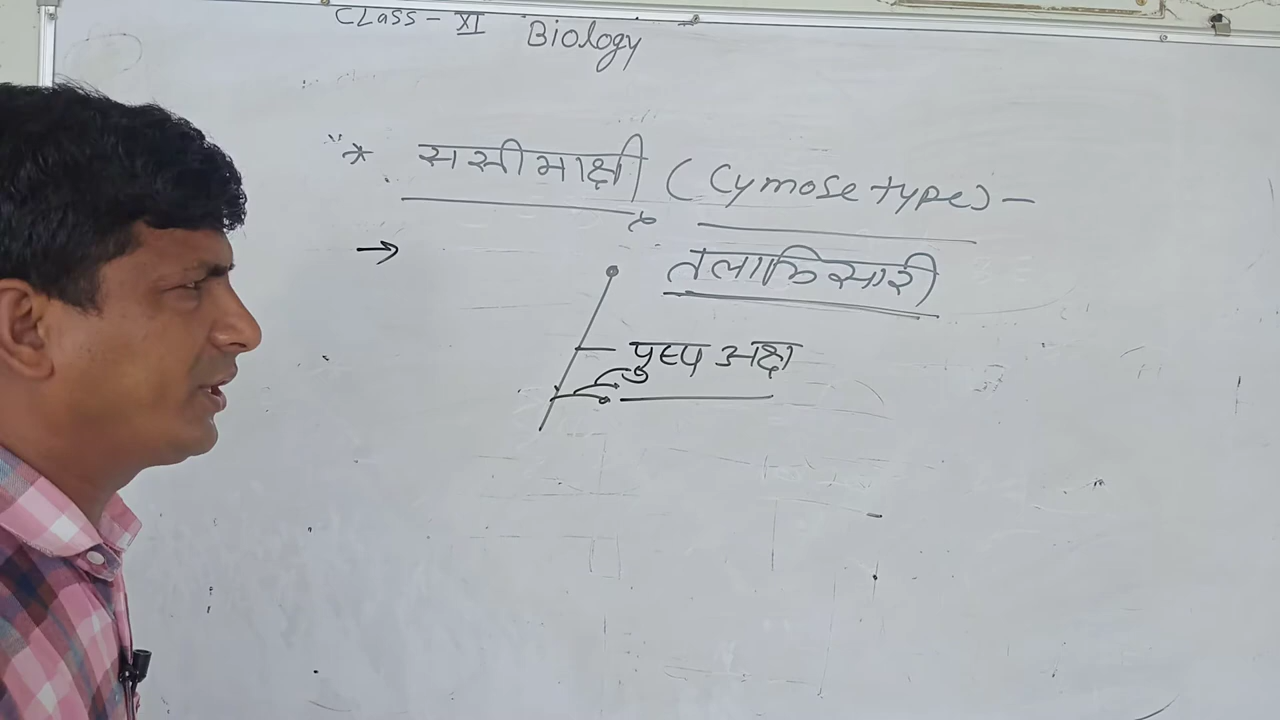 CLASS - XI Biology
* ससीमाक्षी (Cymose type) -
→ तलाभिसारी
पुष्प अक्ष